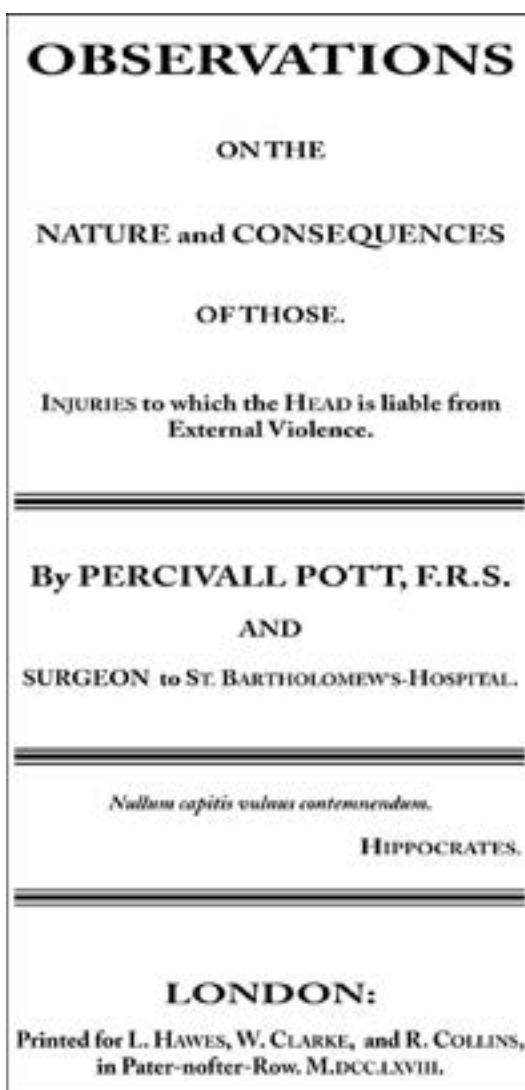 OBSERVATIONS
ON THE
NATURE and CONSEQUENCES
OF THOSE.
INJURIES to which the HEAD is liable from
External Violence.
By PERCIVALL POTT, F.R.S.
AND
SURGEON to ST. BARTHOLOMEW'S-HOSPITAL.
Nullum capitis vulnus contemnendum.
HIPPOCRATES.
LONDON:
Printed for L. HAWES, W. CLARKE, and R. COLLINS,
in Pater-nofter-Row. M.DCC.LXVIII.